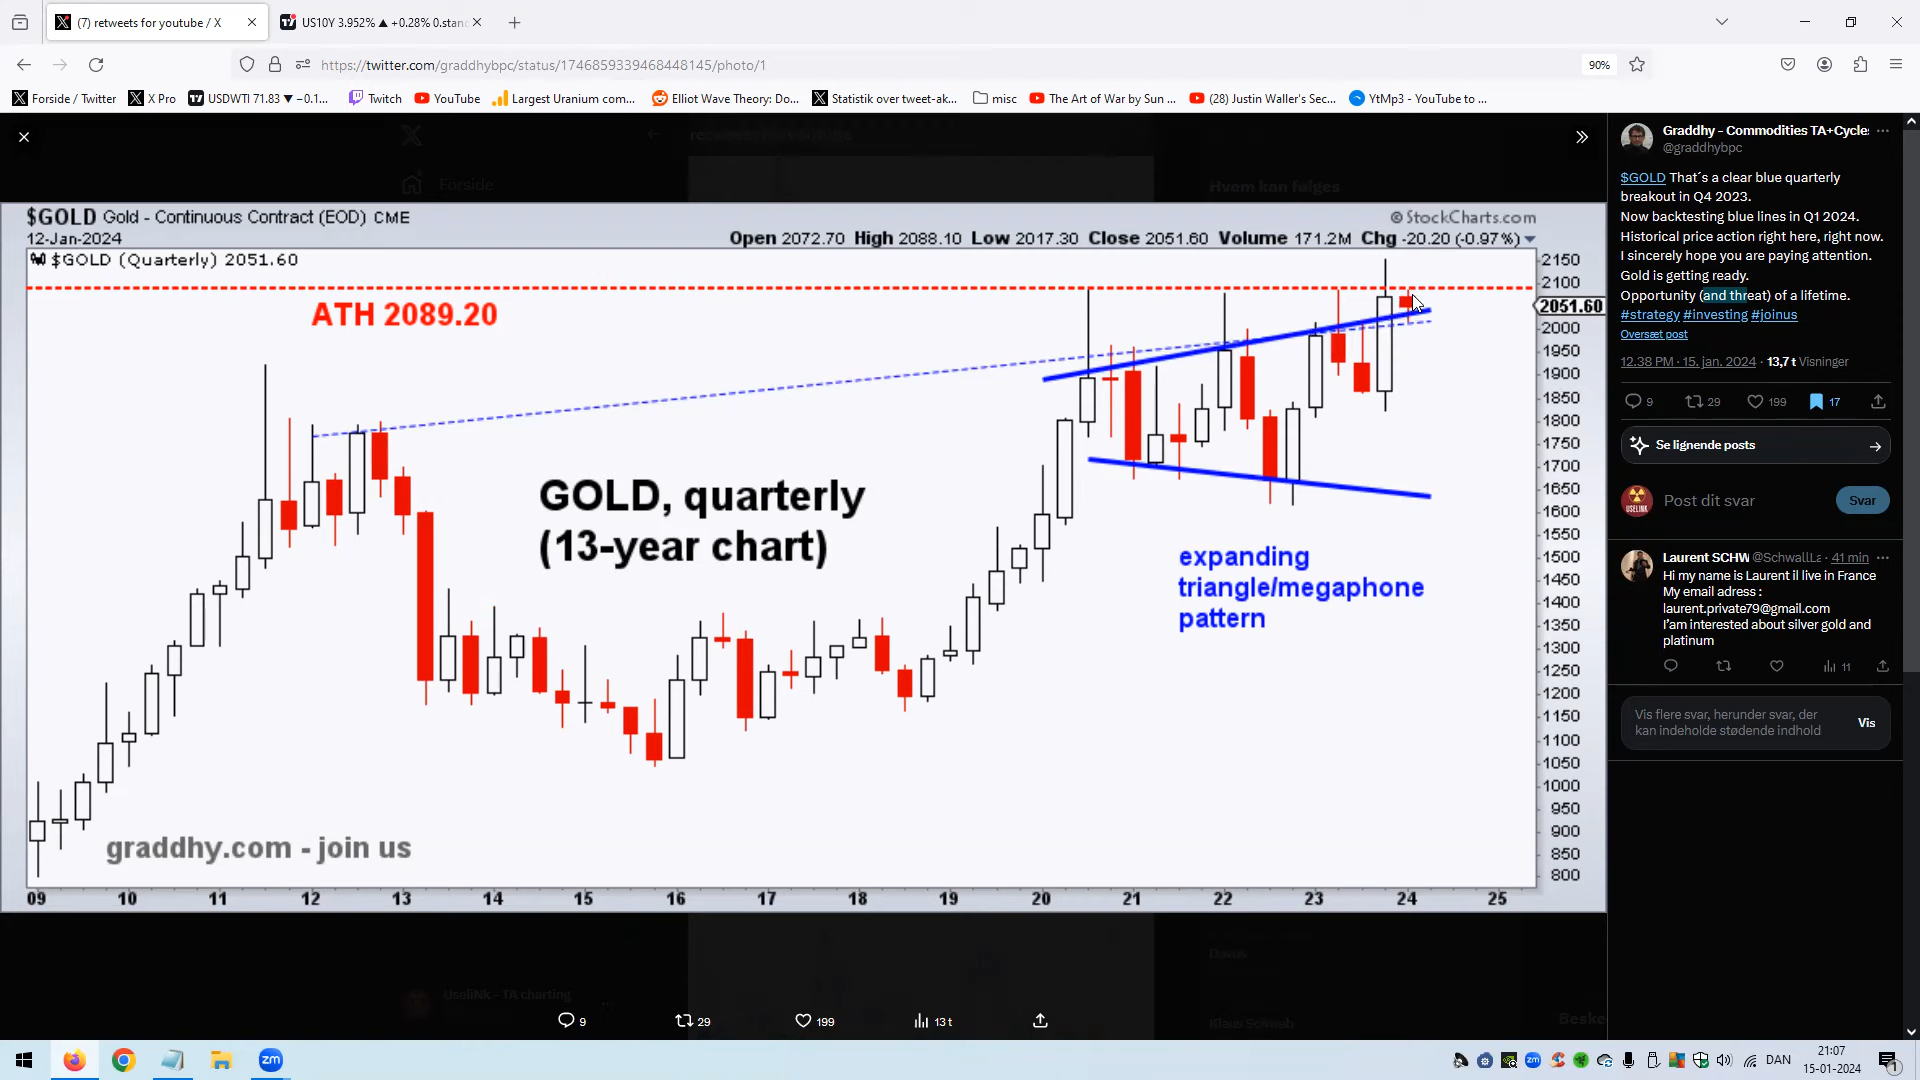 (7) retweets for youtube / X
US10Y 3.952% ▲ +0.28% 0.stand
https://twitter.com/graddhybpc/status/1746859339468448145/photo/1
90%
Forside / Twitter
X Pro
USDWTI 71.83 ▼ −0.1...
Twitch
YouTube
Largest Uranium com...
Elliot Wave Theory: Do...
Statistik over tweet-ak...
misc
The Art of War by Sun ...
(28) Justin Waller's Sec...
YtMp3 - YouTube to ...
Forside
Hvem kan følges
$GOLD Gold - Continuous Contract (EOD) CME
© StockCharts.com
12-Jan-2024
Open 2072.70 High 2088.10 Low 2017.30 Close 2051.60 Volume 171.2M Chg -20.20 (-0.97%)
$GOLD (Quarterly) 2051.60
ATH 2089.20
GOLD, quarterly
(13-year chart)
expanding
triangle/megaphone
pattern
graddhy.com - join us
2150
2100
2051.60
2000
1950
1900
1850
1800
1750
1700
1650
1600
1550
1500
1450
1400
1350
1300
1250
1200
1150
1100
1050
1000
950
900
850
800
09 10 11 12 13 14 15 16 17 18 19 20 21 22 23 24 25
UseliNk - TA charting
Klaus Schwab
9
29
199
13 t
Graddhy - Commodities TA+Cycles
@graddhybpc
$GOLD That´s a clear blue quarterly
breakout in Q4 2023.
Now backtesting blue lines in Q1 2024.
Historical price action right here, right now.
I sincerely hope you are paying attention.
Gold is getting ready.
Opportunity (and threat) of a lifetime.
#strategy #investing #joinus
Oversæt post
12.38 PM · 15. jan. 2024 · 13,7 t Visninger
9
29
199
17
Se lignende posts
USELINK
Post dit svar
Svar
Laurent SCHW @SchwallLa · 41 min
Hi my name is Laurent il live in France
My email adress :
laurent.private79@gmail.com
I'am interested about silver gold and
platinum
11
Vis flere svar, herunder svar, der
kan indeholde stødende indhold
Vis
zm
DAN
21:07
15-01-2024
1